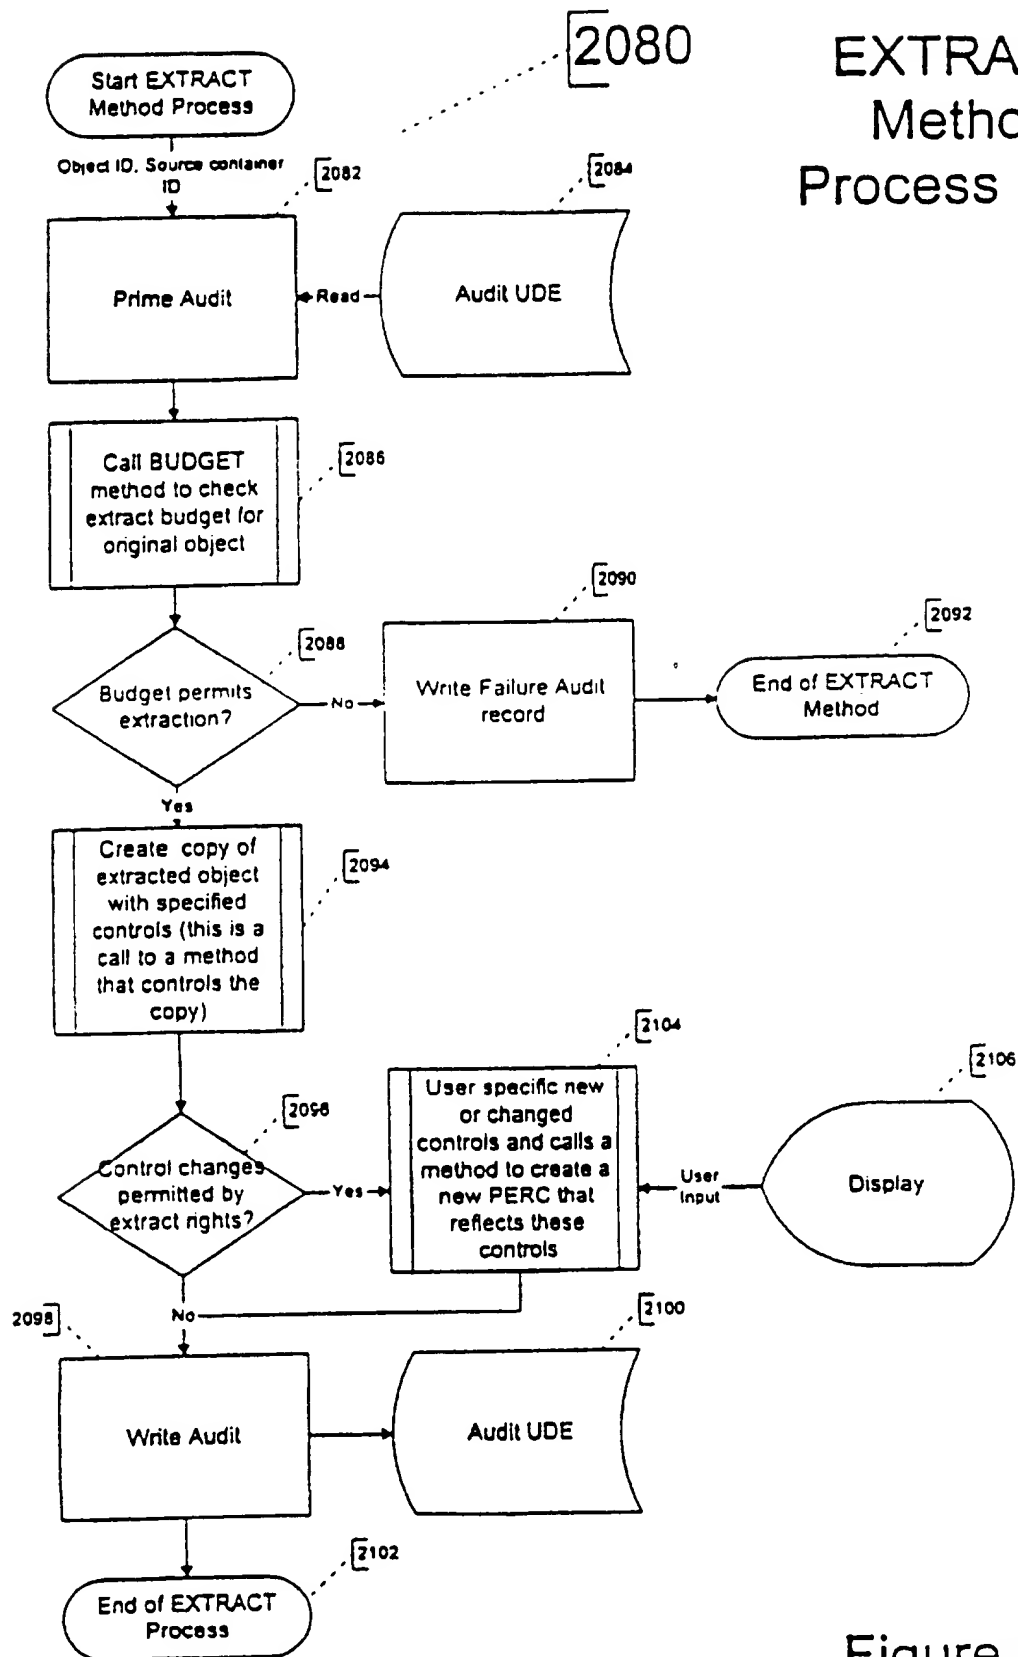 2080
EXTRA
Metho
Process
Start EXTRACT
Method Process
Object ID, Source container
ID
2082
2084
Prime Audit
Read
Audit UDE
Call BUDGET
method to check
extract budget for
original object
2086
2090
2092
2088
Budget permits
extraction?
No
Write Failure Audit
record
End of EXTRACT
Method
Yes
Create copy of
extracted object
with specified
controls (this is a
call to a method
that controls the
copy)
2094
2104
2106
2096
Control changes
permitted by
extract rights?
Yes
User specific new
or changed
controls and calls a
method to create a
new PERC that
reflects these
controls
User
Input
Display
No
2098
2100
Write Audit
Audit UDE
2102
End of EXTRACT
Process
Figure